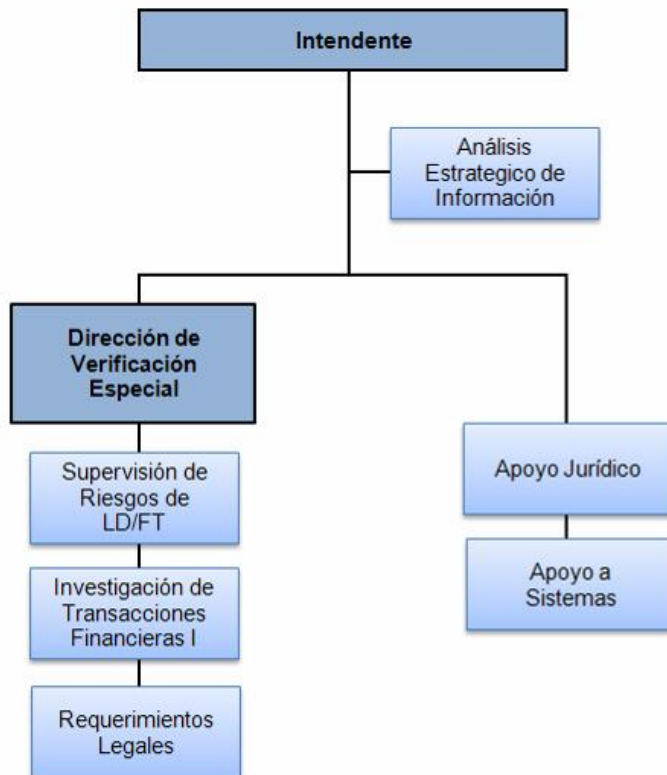 Intendente
Análisis
Estrategico de
Información
Dirección de
Verificación
Especial
Supervisión de
Riesgos de
LD/FT
Investigación de
Transacciones
Financieras I
Requerimientos
Legales
Apoyo Jurídico
Apoyo a
Sistemas